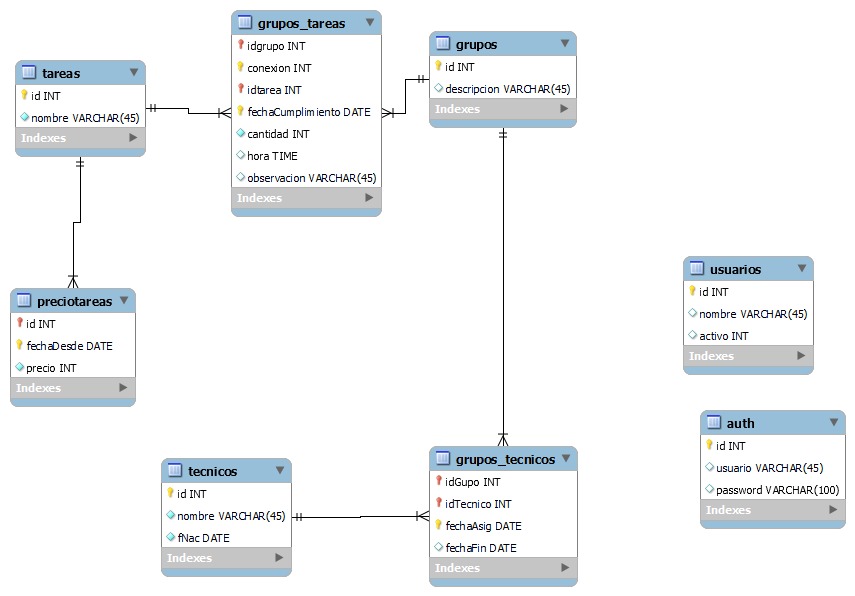 tareas
id INT
nombre VARCHAR(45)
Indexes
grupos_tareas
idgrupo INT
conexion INT
idtarea INT
fechaCumplimiento DATE
cantidad INT
hora TIME
observacion VARCHAR(45)
Indexes
grupos
id INT
descripcion VARCHAR(45)
Indexes
preciotareas
id INT
fechaDesde DATE
precio INT
Indexes
usuarios
id INT
nombre VARCHAR(45)
activo INT
Indexes
tecnicos
id INT
nombre VARCHAR(45)
fNac DATE
Indexes
grupos_tecnicos
idGupo INT
idTecnico INT
fechaAsig DATE
fechaFin DATE
Indexes
auth
id INT
usuario VARCHAR(45)
password VARCHAR(100)
Indexes